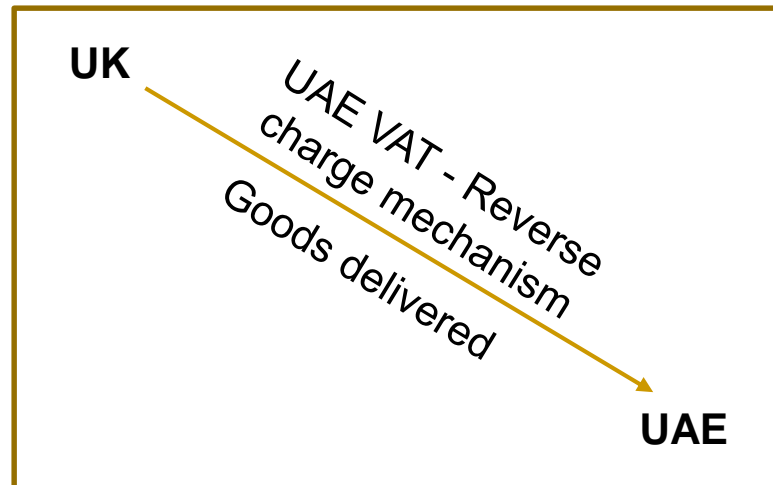 UK
UAE VAT - Reverse
charge mechanism
Goods delivered
UAE